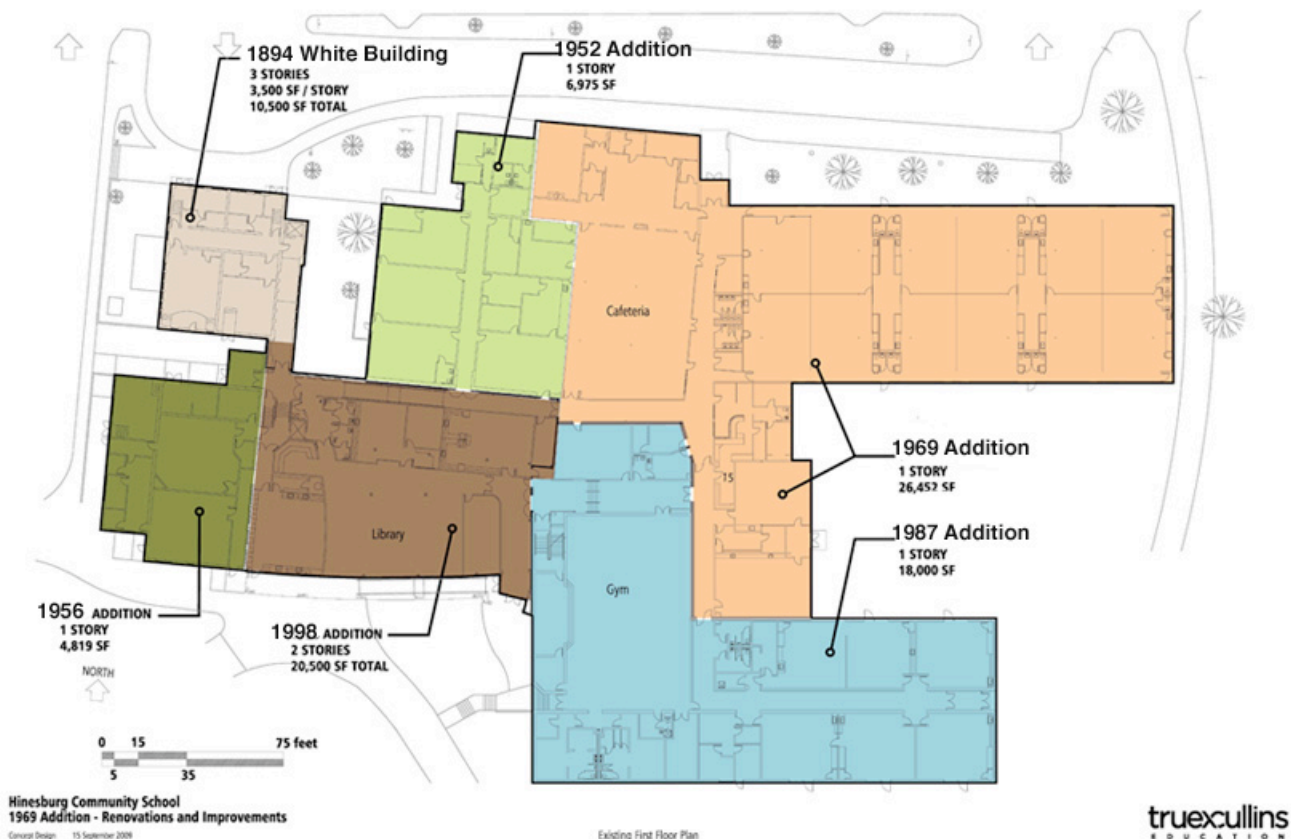 1894 White Building
3 STORIES
3,500 SF / STORY
10,500 SF TOTAL
1952 Addition
1 STORY
6,975 SF
Cafeteria
1969 Addition
1 STORY
26,452 SF
15
1987 Addition
1 STORY
18,000 SF
Library
Gym
1956 ADDITION
1 STORY
4,819 SF
1998 ADDITION
2 STORIES
20,500 SF TOTAL
NORTH
0 15 75 feet
5 35
Hinesburg Community School
1969 Addition - Renovations and Improvements
Concept Design 15 September 2009
Existing First Floor Plan
truexcullins
EDUCATION